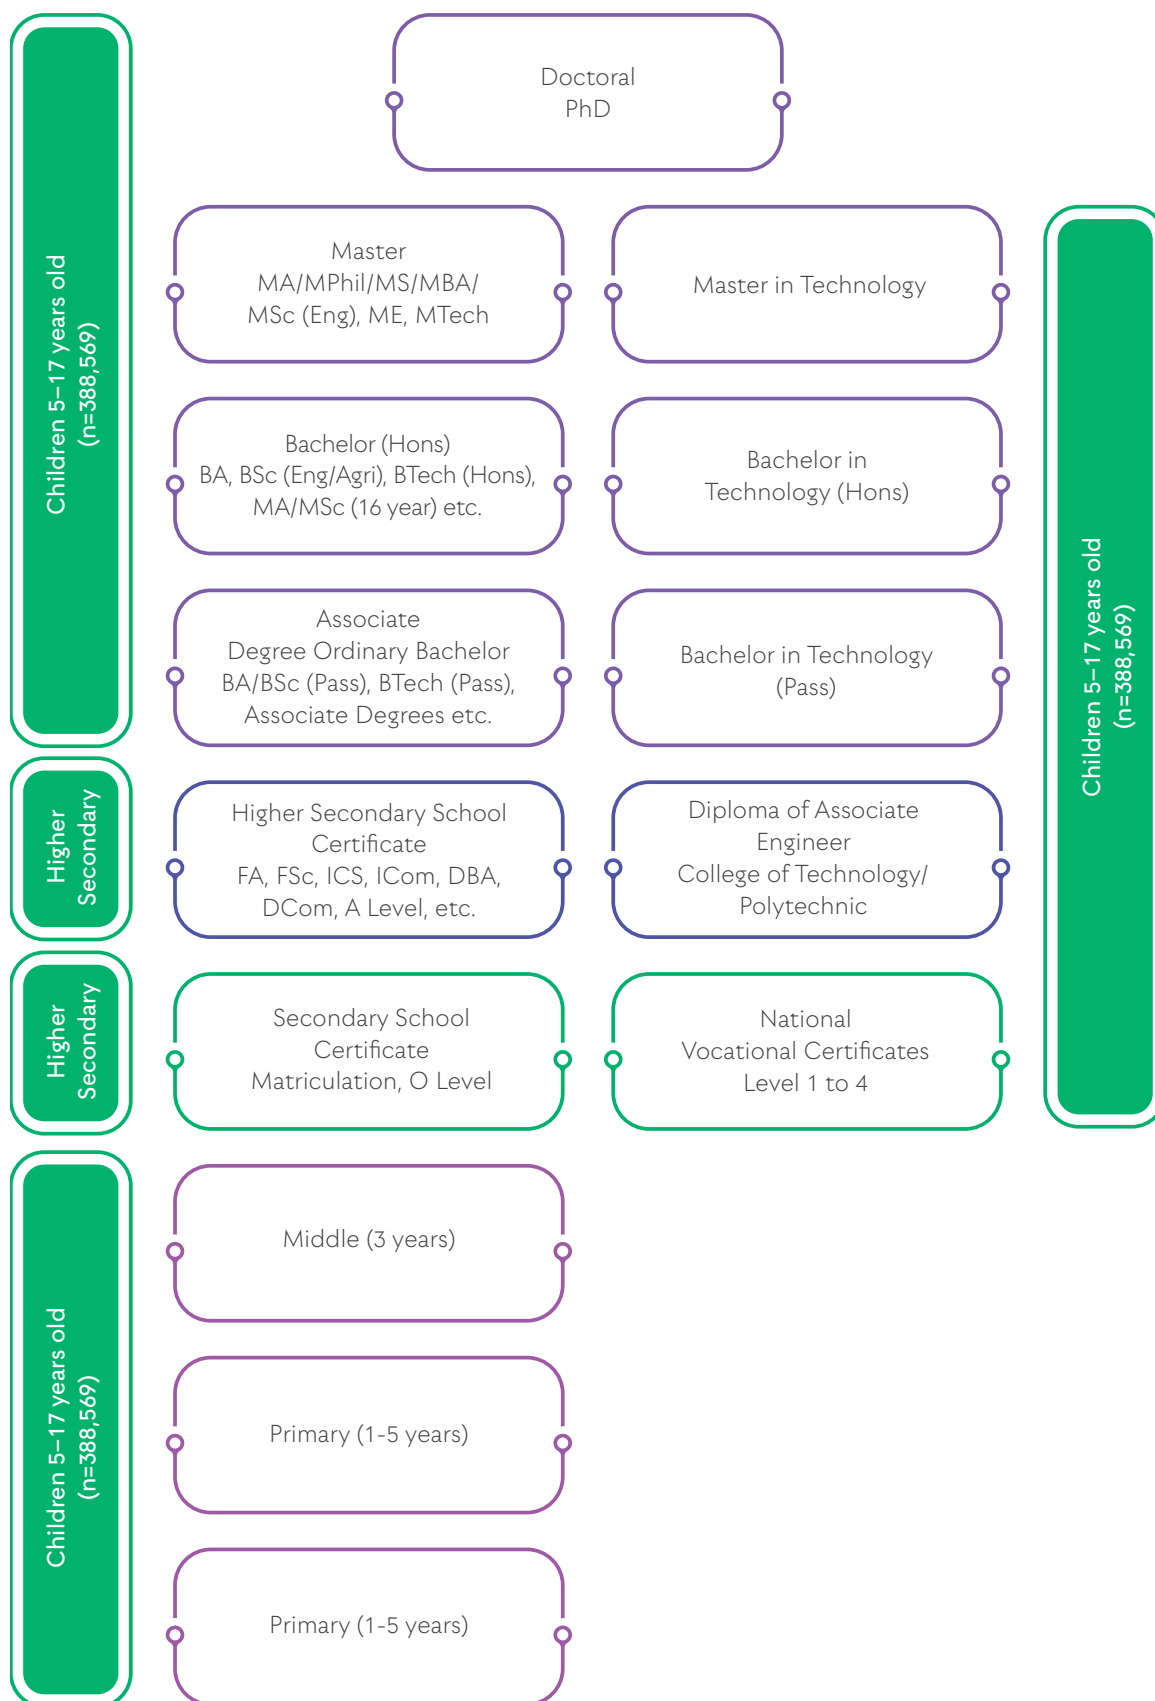 Children 5–17 years old
(n=388,569)
Doctoral
PhD
Master
MA/MPhil/MS/MBA/
MSc (Eng), ME, MTech
Master in Technology
Bachelor (Hons)
BA, BSc (Eng/Agri), BTech (Hons),
MA/MSc (16 year) etc.
Bachelor in
Technology (Hons)
Associate
Degree Ordinary Bachelor
BA/BSc (Pass), BTech (Pass),
Associate Degrees etc.
Bachelor in Technology
(Pass)
Children 5–17 years old
(n=388,569)
Higher
Secondary
Higher Secondary School
Certificate
FA, FSc, ICS, ICom, DBA,
DCom, A Level, etc.
Diploma of Associate
Engineer
College of Technology/
Polytechnic
Higher
Secondary
Secondary School
Certificate
Matriculation, O Level
National
Vocational Certificates
Level 1 to 4
Children 5–17 years old
(n=388,569)
Middle (3 years)
Primary (1-5 years)
Primary (1-5 years)